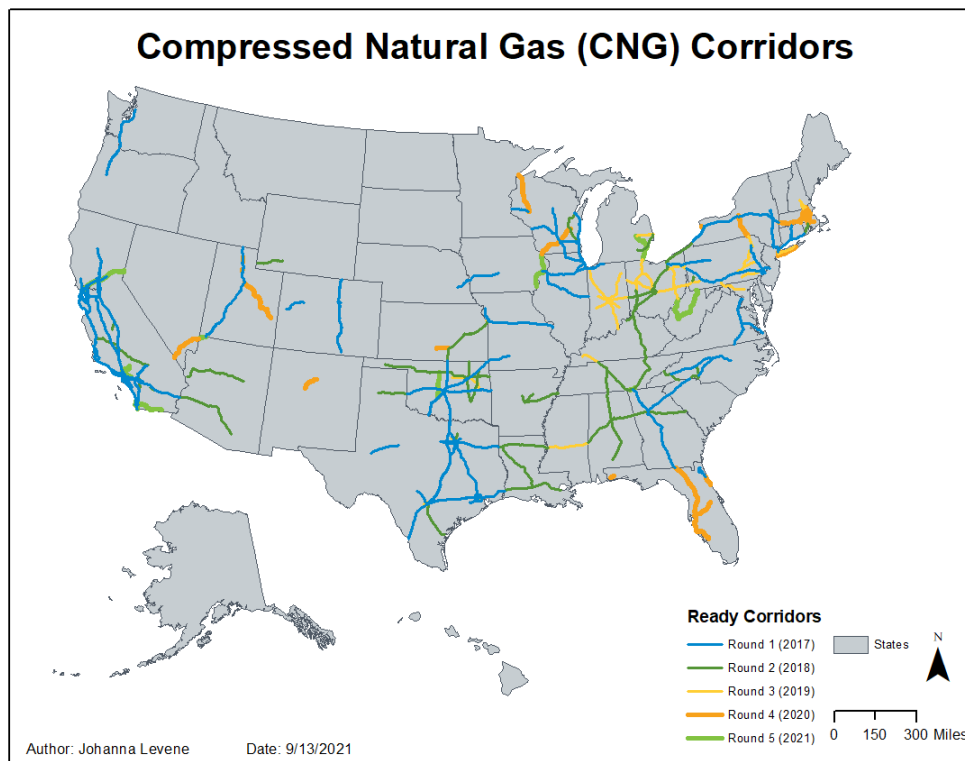 Compressed Natural Gas (CNG) Corridors
Ready Corridors
Round 1 (2017)
States
N
Round 2 (2018)
Round 3 (2019)
Round 4 (2020)
Round 5 (2021)
0 150 300 Miles
Author: Johanna Levene Date: 9/13/2021